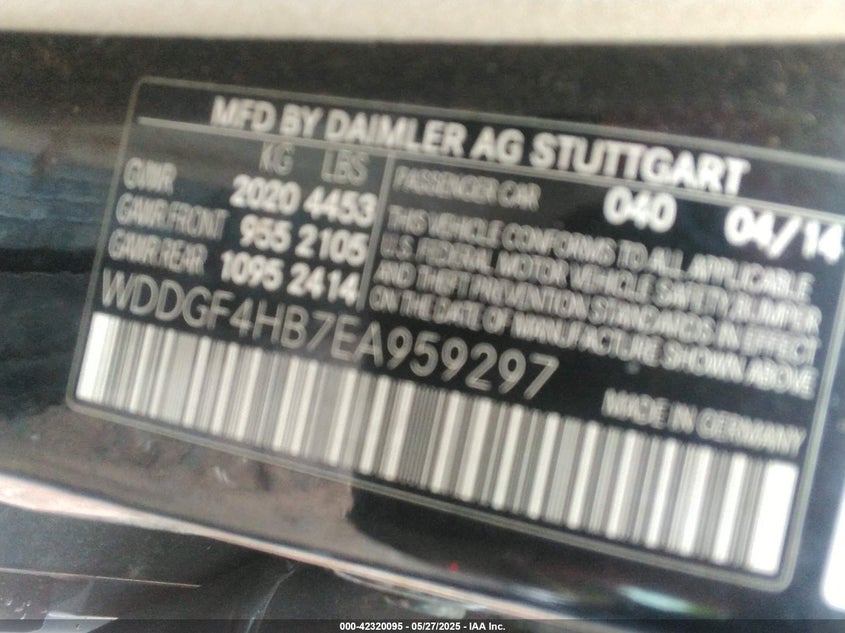 MFD BY DAIMLER AG STUTTGART
KG LBS
GVWR 2020 4453
GAWR FRONT 955 2105
GAWR REAR 1095 2414
PASSENGER CAR 040 04/14
THIS VEHICLE CONFORMS TO ALL APPLICABLE
U.S. FEDERAL MOTOR VEHICLE SAFETY, BUMPER
AND THEFT PREVENTION STANDARDS IN EFFECT
ON THE DATE OF MANUFACTURE SHOWN ABOVE
WDDGF4HB7EA959297
MADE IN GERMANY
000-42320095 - 05/27/2025 - IAA Inc.